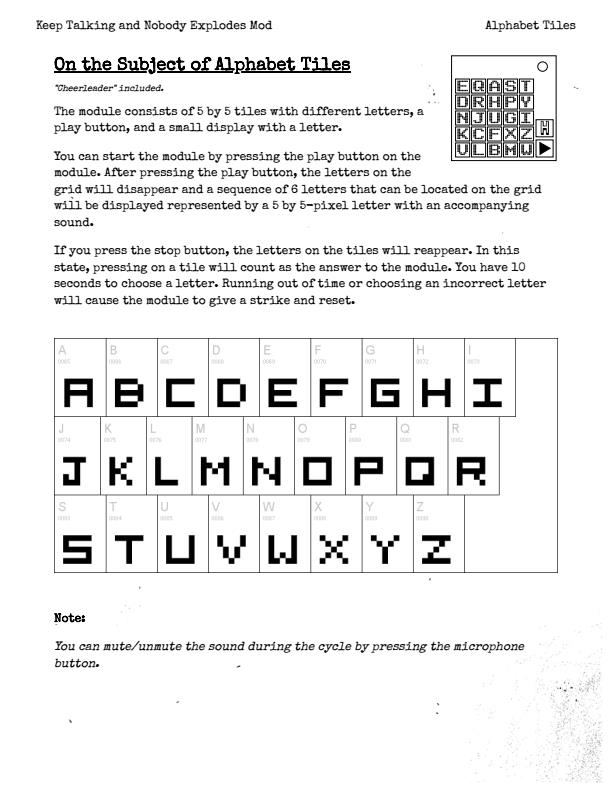 Keep Talking and Nobody Explodes Mod
Alphabet Tiles
On the Subject of Alphabet Tiles
"Cheerleader" included.
The module consists of 5 by 5 tiles with different letters, a
play button, and a small display with a letter.
You can start the module by pressing the play button on the
module. After pressing the play button, the letters on the
grid will disappear and a sequence of 6 letters that can be located on the grid
will be displayed represented by a 5 by 5-pixel letter with an accompanying
sound.
If you press the stop button, the letters on the tiles will reappear. In this
state, pressing on a tile will count as the answer to the module. You have 10
seconds to choose a letter. Running out of time or choosing an incorrect letter
will cause the module to give a strike and reset.
E Q A S T
D R H P Y
N J U G I
K C F X Z H
V L B M W
A B C D E F G H I
0065 0066 0067 0068 0069 0070 0071 0072 0073
A B C D E F G H I
J K L M N O P Q R
0074 0075 0076 0077 0078 0079 0080 0081 0082
J K L M N O P Q R
S T U V W X Y Z
0083 0084 0085 0086 0087 0088 0089 0090
S T U V W X Y Z
Note:
You can mute/unmute the sound during the cycle by pressing the microphone
button.